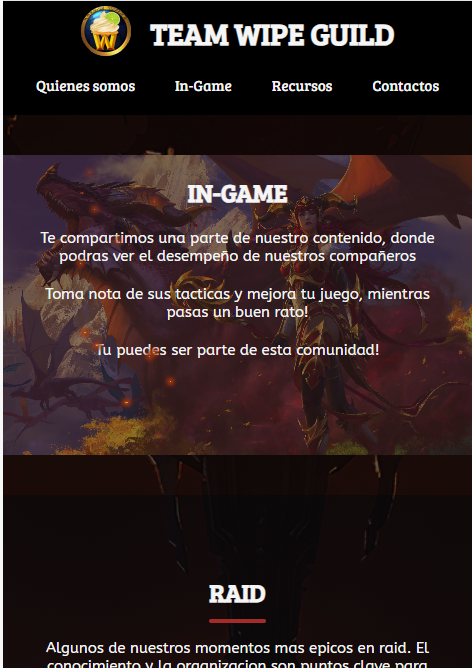 TEAM WIPE GUILD
Quienes somos In-Game Recursos Contactos
IN-GAME
Te compartimos una parte de nuestro contenido, donde
podras ver el desempeño de nuestros compañeros
Toma nota de sus tacticas y mejora tu juego, mientras
pasas un buen rato!
Tu puedes ser parte de esta comunidad!
RAID
Algunos de nuestros momentos mas epicos en raid. El
conocimiento y la organizacion son puntos clave para